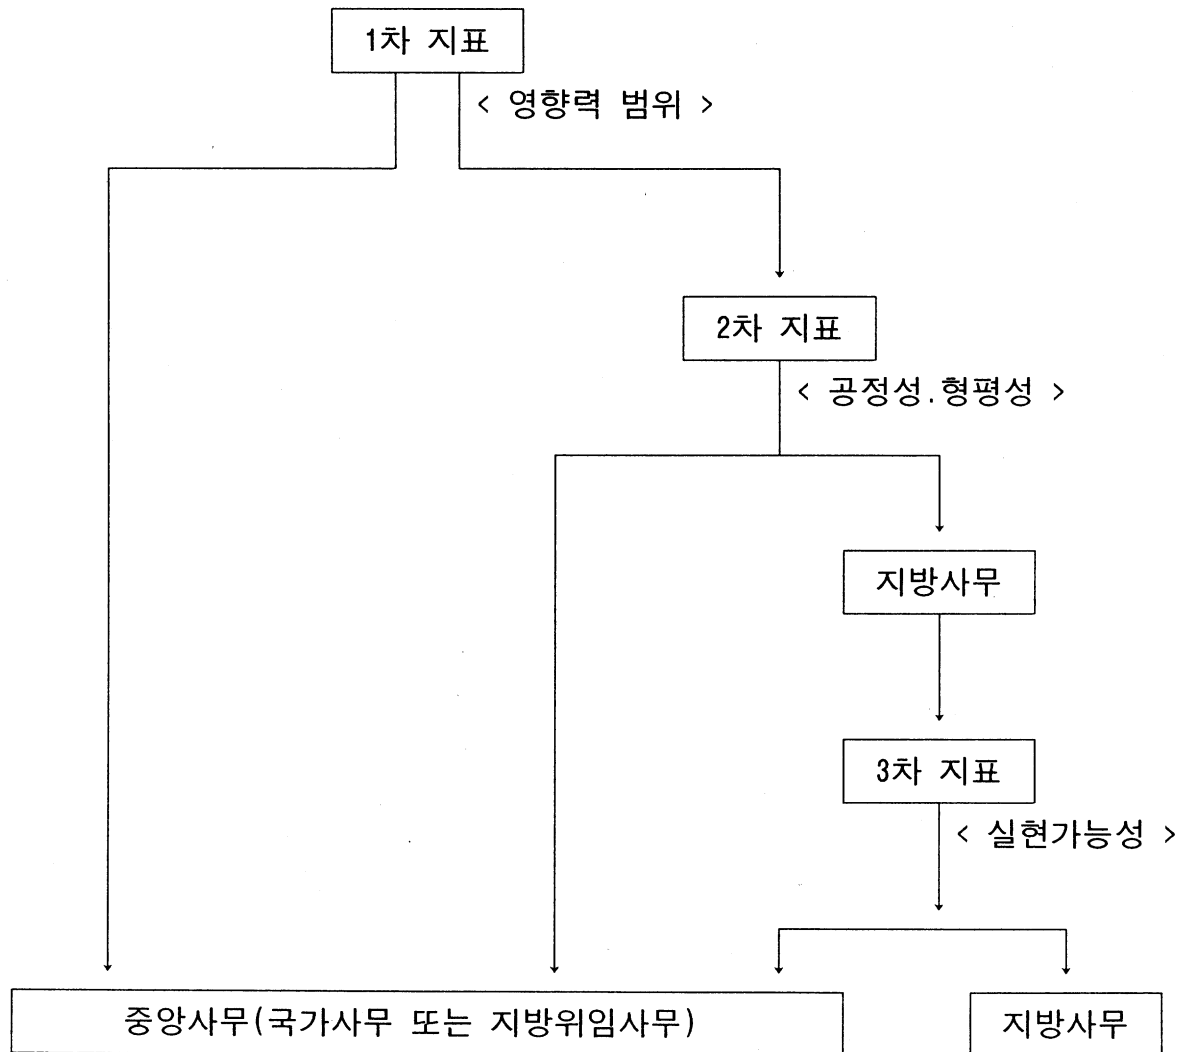 1차 지표
< 영향력 범위 >
2차 지표
< 공정성.형평성 >
지방사무
3차 지표
< 실현가능성 >
중앙사무(국가사무 또는 지방위임사무)
지방사무